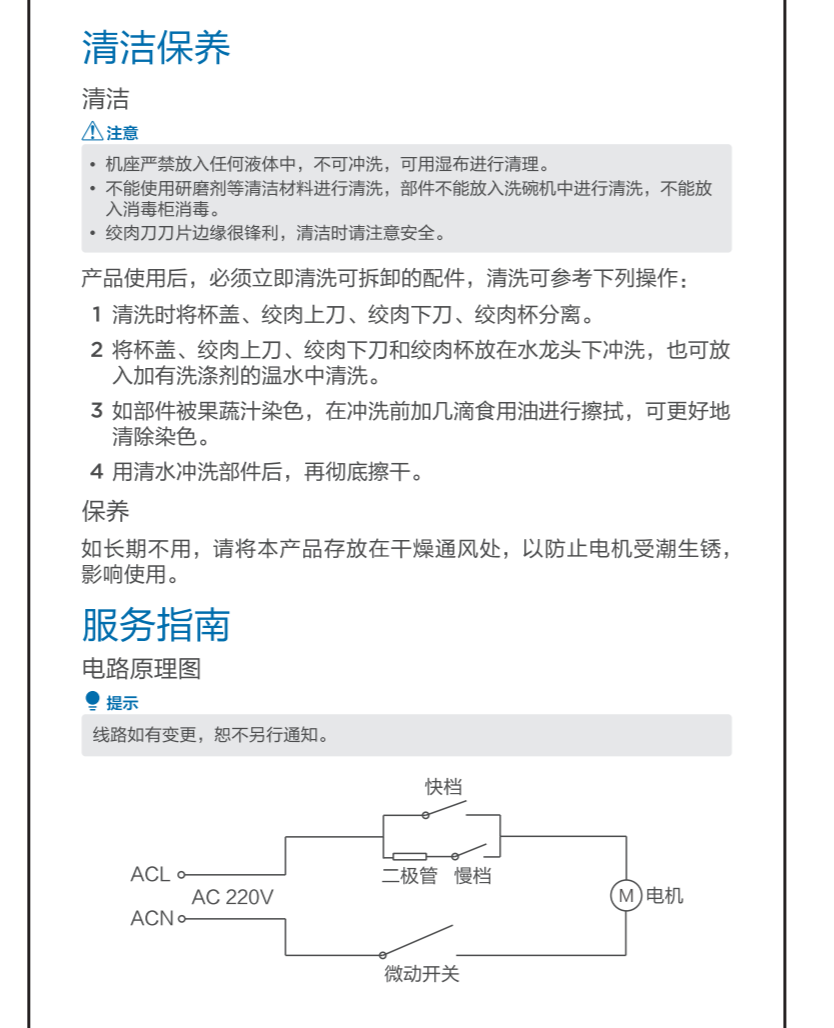 清洁保养
清洁
注意
• 机座严禁放入任何液体中，不可冲洗，可用湿布进行清理。
• 不能使用研磨剂等清洁材料进行清洗，部件不能放入洗碗机中进行清洗，不能放
入消毒柜消毒。
• 绞肉刀刀片边缘很锋利，清洁时请注意安全。
产品使用后，必须立即清洗可拆卸的配件，清洗可参考下列操作：
1 清洗时将杯盖、绞肉上刀、绞肉下刀、绞肉杯分离。
2 将杯盖、绞肉上刀、绞肉下刀和绞肉杯放在水龙头下冲洗，也可放
入加有洗涤剂的温水中清洗。
3 如部件被果蔬汁染色，在冲洗前加几滴食用油进行擦拭，可更好地
清除染色。
4 用清水冲洗部件后，再彻底擦干。
保养
如长期不用，请将本产品存放在干燥通风处，以防止电机受潮生锈，
影响使用。
服务指南
电路原理图
提示
线路如有变更，恕不另行通知。
快档
二极管 慢档
ACL
AC 220V
ACN
M 电机
微动开关